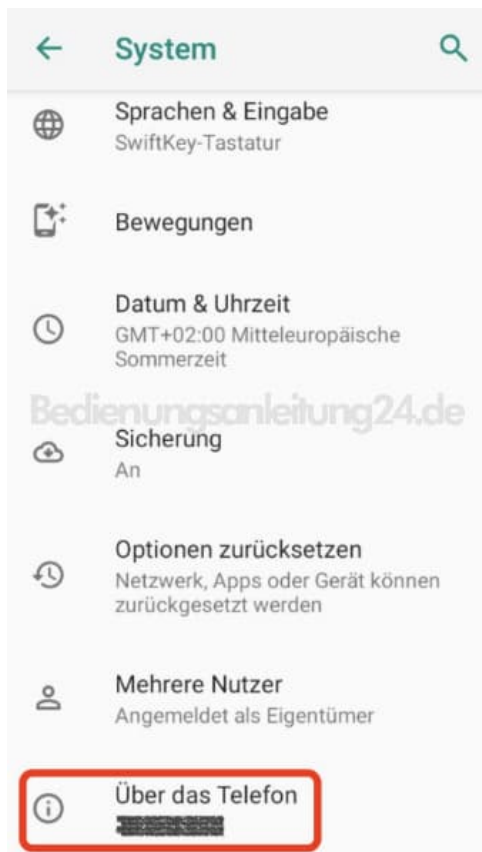 System
Sprachen & Eingabe
SwiftKey-Tastatur
Bewegungen
Datum & Uhrzeit
GMT+02:00 Mitteleuropäische
Sommerzeit
Bedienungsanleitung24.de
Sicherung
An
Optionen zurücksetzen
Netzwerk, Apps oder Gerät können
zurückgesetzt werden
Mehrere Nutzer
Angemeldet als Eigentümer
Über das Telefon